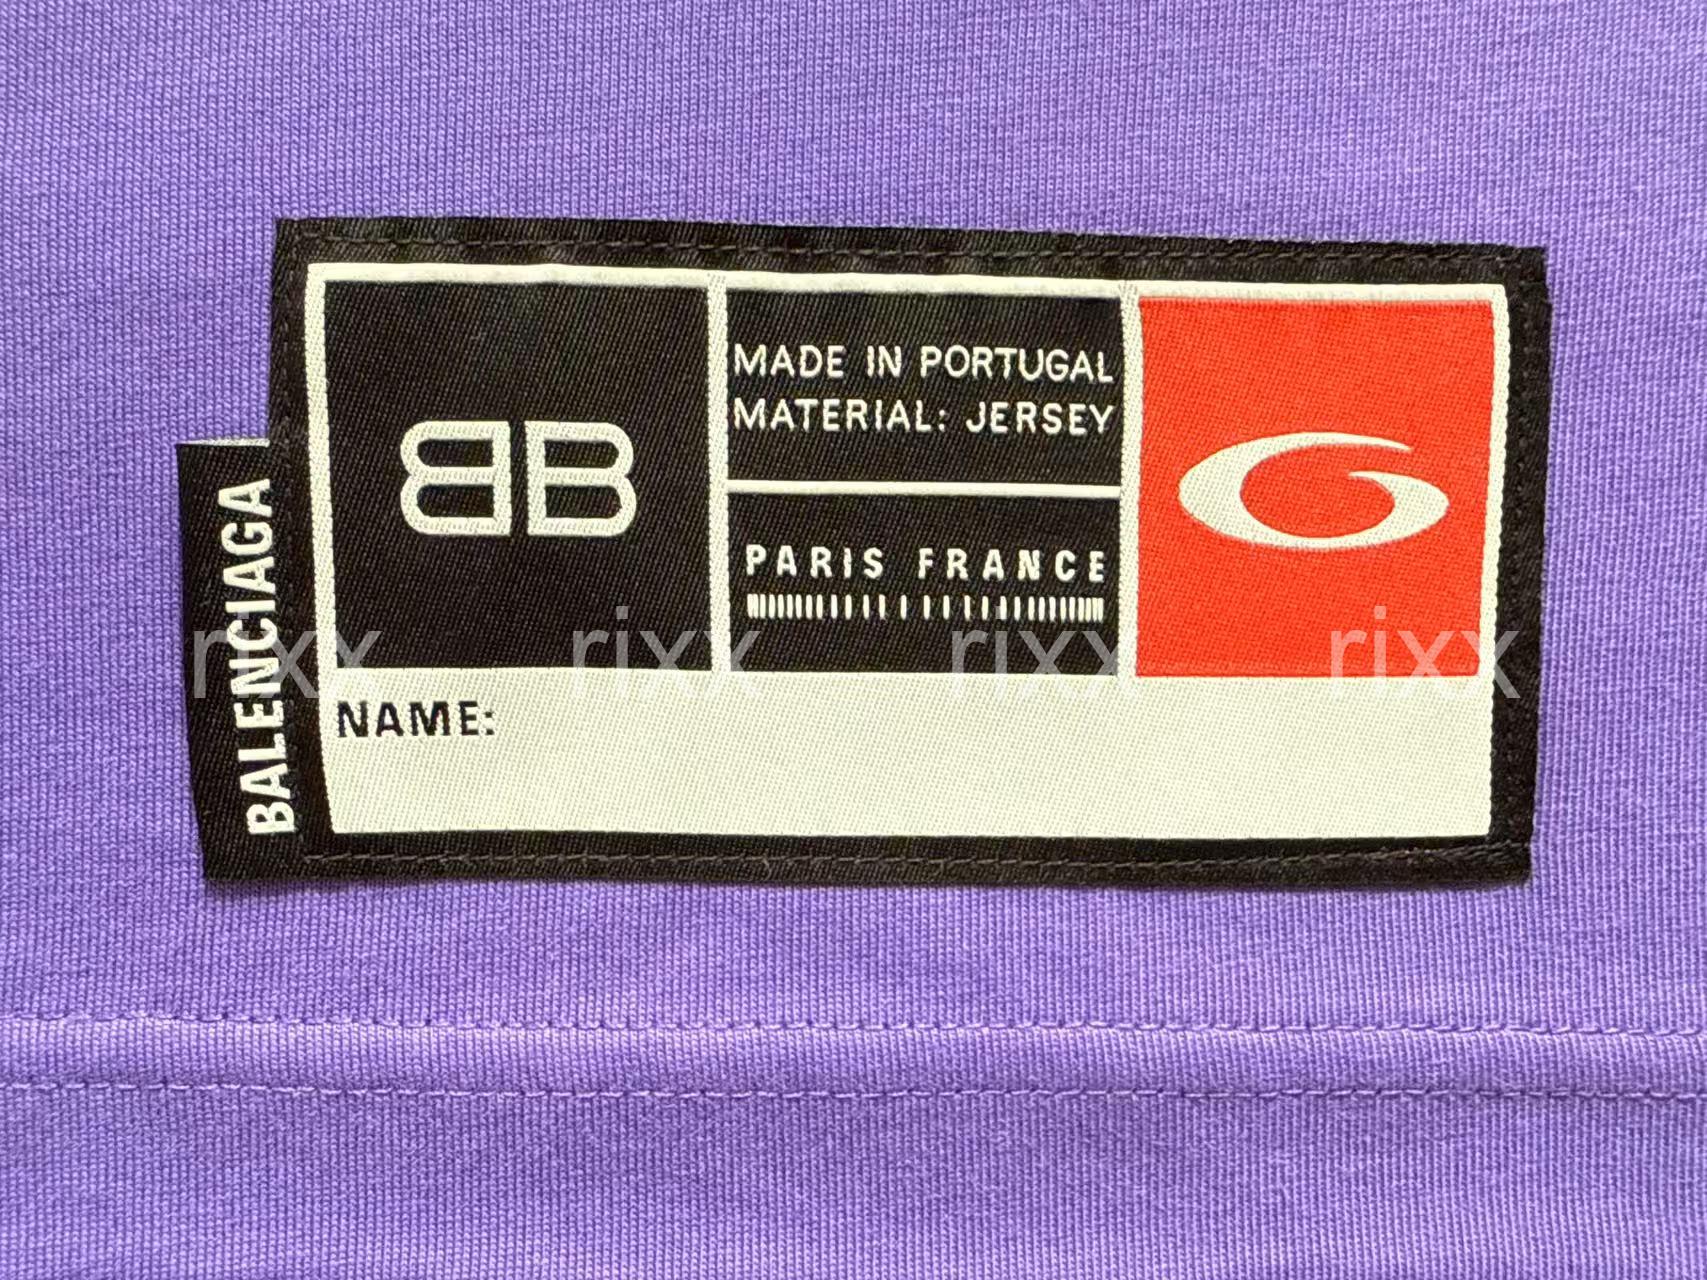 BALENCIAGA
BB
MADE IN PORTUGAL
MATERIAL: JERSEY
PARIS FRANCE
G
rixx rixx rixx rixx
NAME: